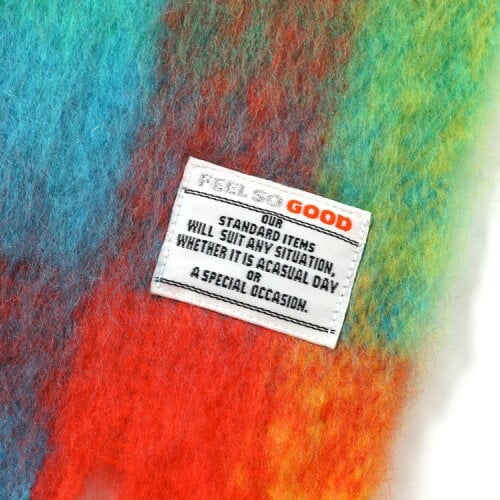 FEEL SO GOOD
OUR
STANDARD ITEMS
WILL SUIT ANY SITUATION,
WHETHER IT IS ACASUAL DAY
OR
A SPECIAL OCCASION.